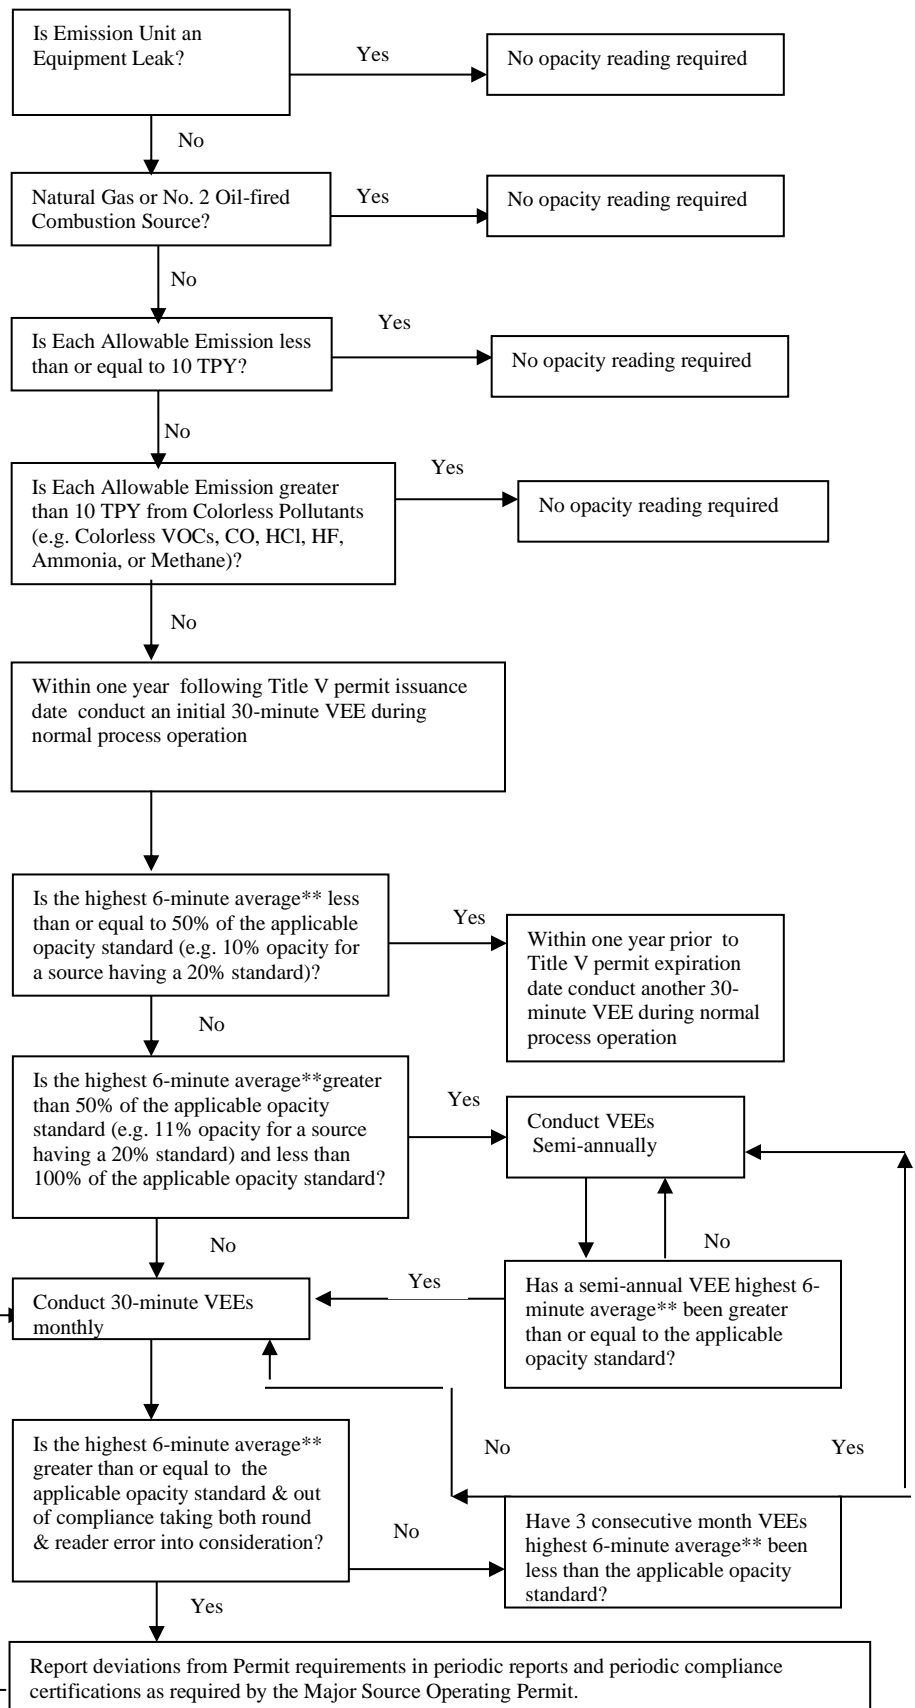 Is Emission Unit an
Equipment Leak?
Yes
No opacity reading required
No
Natural Gas or No. 2 Oil-fired
Combustion Source?
Yes
No opacity reading required
No
Is Each Allowable Emission less
than or equal to 10 TPY?
Yes
No opacity reading required
No
Is Each Allowable Emission greater
than 10 TPY from Colorless Pollutants
(e.g. Colorless VOCs, CO, HCl, HF,
Ammonia, or Methane)?
Yes
No opacity reading required
No
Within one year  following Title V permit issuance
date  conduct an initial 30-minute VEE during
normal process operation
Is the highest 6-minute average** less
than or equal to 50% of the applicable
opacity standard (e.g. 10% opacity for
a source having a 20% standard)?
Yes
Within one year prior  to
Title V permit expiration
date conduct another 30-
minute VEE during normal
process operation
No
Is the highest 6-minute average**greater
than 50% of the applicable opacity
standard (e.g. 11% opacity for a source
having a 20% standard) and less than
100% of the applicable opacity standard?
Yes
Conduct VEEs
Semi-annually
No
No
Conduct 30-minute VEEs
monthly
Yes
Has a semi-annual VEE highest 6-
minute average** been greater
than or equal to the applicable
opacity standard?
Is the highest 6-minute average**
greater than or equal to  the
applicable opacity standard & out
of compliance taking both round
& reader error into consideration?
No
No
Yes
Have 3 consecutive month VEEs
highest 6-minute average** been
less than the applicable opacity
standard?
Yes
Report deviations from Permit requirements in periodic reports and periodic compliance
certifications as required by the Major Source Operating Permit.